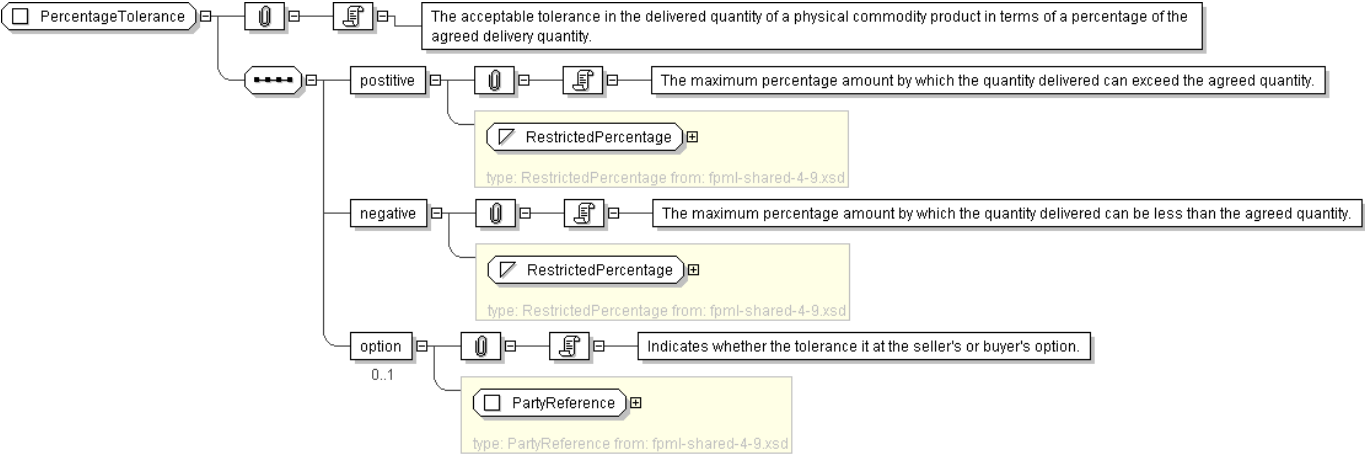 PercentageTolerance
The acceptable tolerance in the delivered quantity of a physical commodity product in terms of a percentage of the
agreed delivery quantity.
postitive
The maximum percentage amount by which the quantity delivered can exceed the agreed quantity.
RestrictedPercentage
type: RestrictedPercentage from: fpml-shared-4-9.xsd
negative
The maximum percentage amount by which the quantity delivered can be less than the agreed quantity.
RestrictedPercentage
type: RestrictedPercentage from: fpml-shared-4-9.xsd
option
Indicates whether the tolerance it at the seller's or buyer's option.
0..1
PartyReference
type: PartyReference from: fpml-shared-4-9.xsd